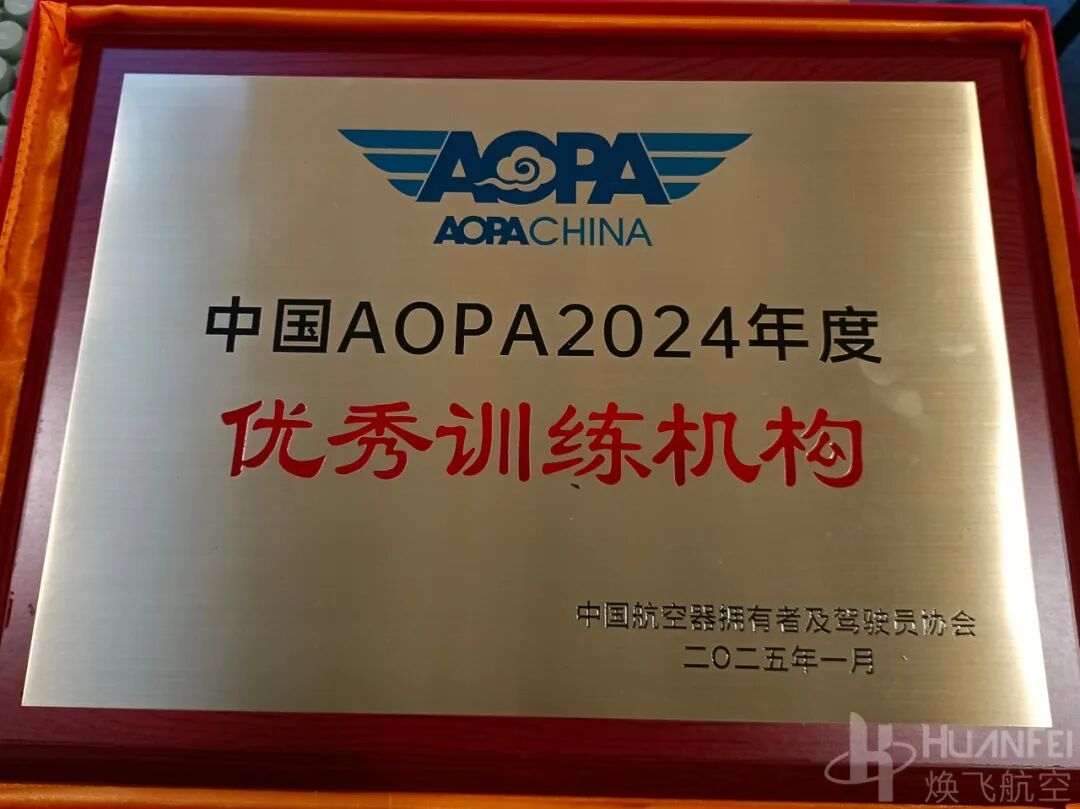 AOPA
AOPA CHINA
中国AOPA2024年度
优秀训练机构
中国航空器拥有者及驾驶员协会
二〇二五年一月
HUANFEI
焕飞航空